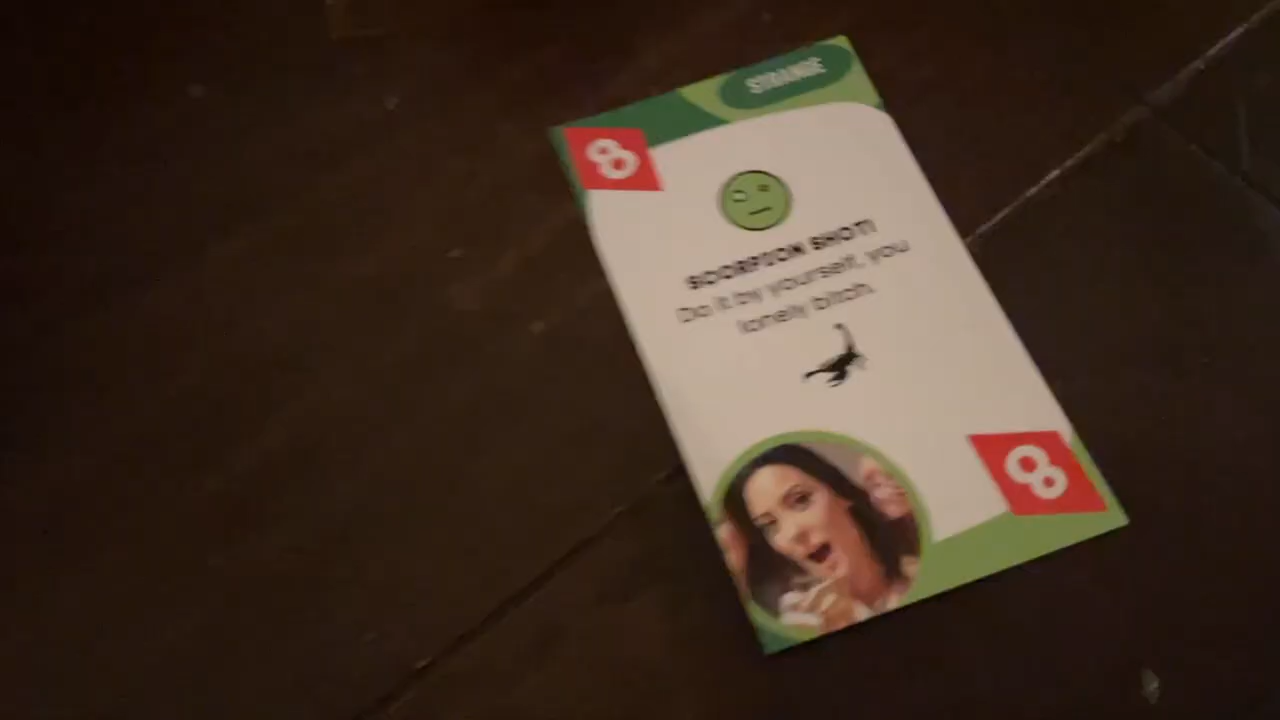 STRANGE
8
SCORPION SHOT!
Do it by yourself, you
lonely bitch.
8